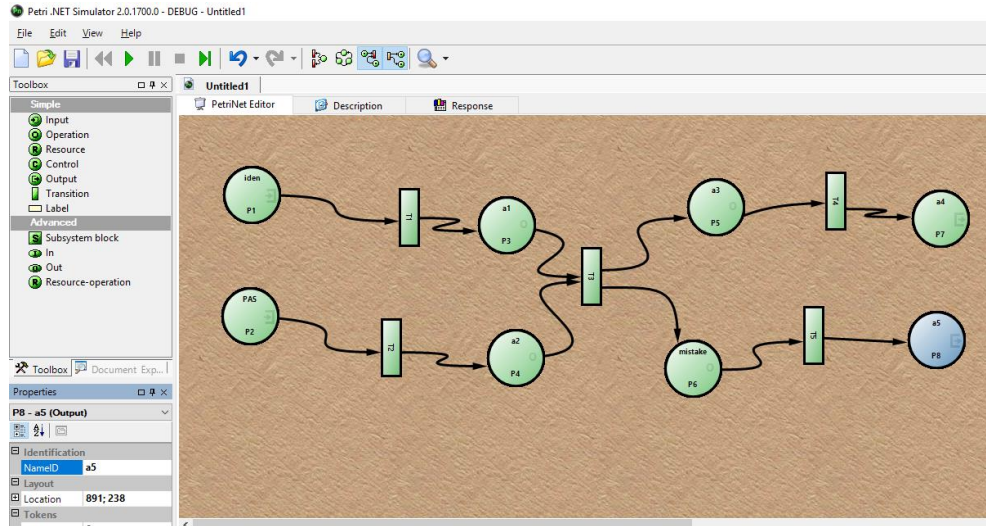 Petri .NET Simulator 2.0.1700.0 - DEBUG - Untitled1
File Edit View Help
Toolbox
Simple
Input
Operation
Resource
Control
Output
Transition
Label
Advanced
Subsystem block
In
Out
Resource-operation
Toolbox Document Exp...
Properties
P8 - a5 (Output)
Identification
NameID a5
Layout
Location 891; 238
Tokens
Untitled1
PetriNet Editor Description Response
iden
P1
T1
a1
P3
PAS
P2
T2
a2
P4
T3
a3
P5
T4
a4
P7
mistake
P6
T5
a5
P8